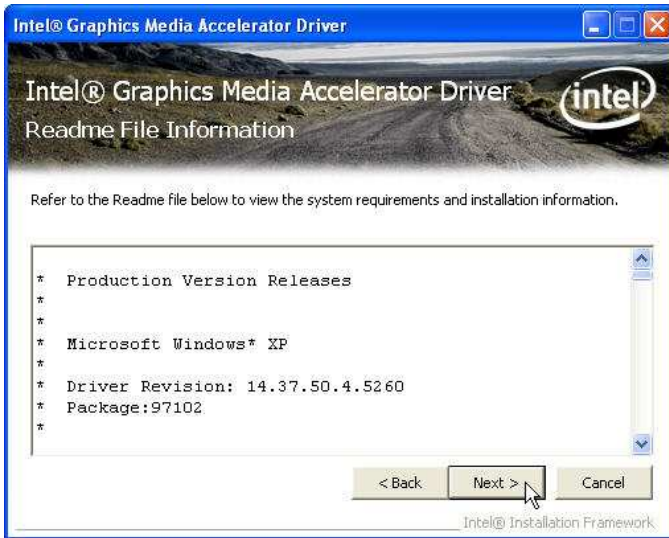 Intel® Graphics Media Accelerator Driver
Intel® Graphics Media Accelerator Driver
Readme File Information
intel
Refer to the Readme file below to view the system requirements and installation information.
* Production Version Releases
*
*
* Microsoft Windows* XP
*
* Driver Revision: 14.37.50.4.5260
* Package:97102
*
< Back Next > Cancel
Intel® Installation Framework